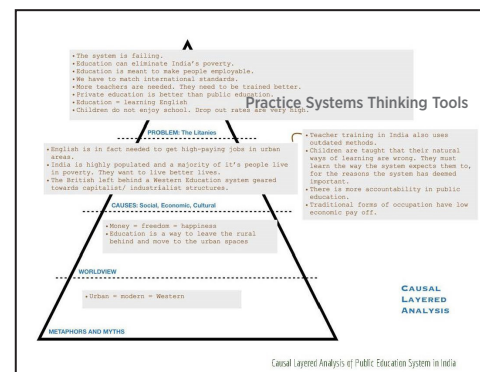 • The system is failing.
• Education can eliminate India's poverty.
• Education is meant to make people employable.
• We have to match international standards.
• More teachers are needed. They need to be trained better.
• Private education is better than public education.
• Education = learning English
• Children do not enjoy school. Drop out rates are very high.
Practice Systems Thinking Tools
PROBLEM: The Litanies
• English is in fact needed to get high-paying jobs in urban
areas.
• India is highly populated and a majority of it's people live
in poverty. They want to live better lives.
• The British left behind a Western Education system geared
towards capitalist/ industrialist structures.
• Teacher training in India also uses
outdated methods.
• Children are taught that their natural
ways of learning are wrong. They must
learn the way the system expects them to,
for the reasons the system has deemed
important.
• There is more accountability in public
education.
• Traditional forms of occupation have low
economic pay off.
CAUSES: Social, Economic, Cultural
• Money = freedom = happioess
• Education is a way to leave the rural
behind and move to the urban spaces
WORLDVIEW
• Urban = modern = Western
CAUSAL
LAYERED
ANALYSIS
METAPHORS AND MYTHS
Causal Layered Analysis of Public Education System in India